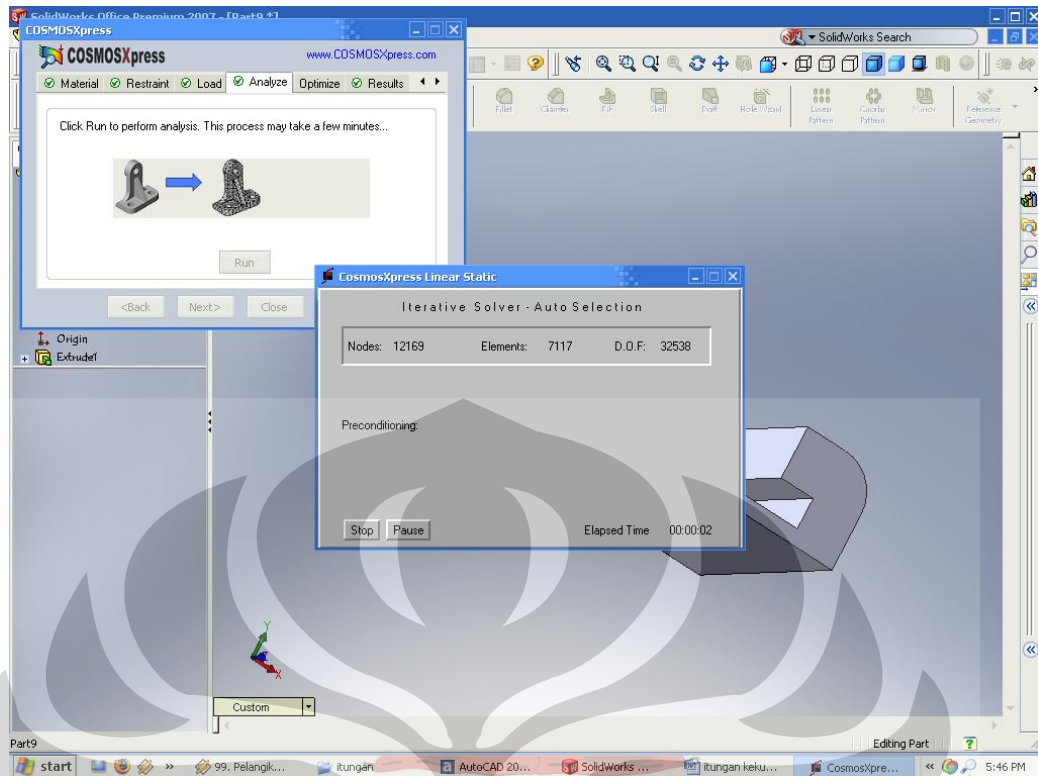 SolidWorks Office Premium 2007 - [Part9 *]
COSMOSXpress
COSMOSXpress
www.COSMOSXpress.com
Material
Restraint
Load
Analyze
Optimize
Results
Click Run to perform analysis. This process may take a few minutes...
Run
<Back
Next>
Close
SolidWorks Search
Fillet
Chamfer
Rib
Shell
Draft
Hole Wizard
Linear
Pattern
Circular
Pattern
Mirror
Reference
Geometry
CosmosXpress Linear Static
Iterative Solver - Auto Selection
Nodes: 12169
Elements: 7117
D.O.F: 32538
Preconditioning:
Stop
Pause
Elapsed Time 00:00:02
Origin
Extrude1
Y
X
Custom
Part9
Editing Part
start
99. Pelangik...
itungan
AutoCAD 20...
SolidWorks ...
itungan keku...
CosmosXpre...
5:46 PM